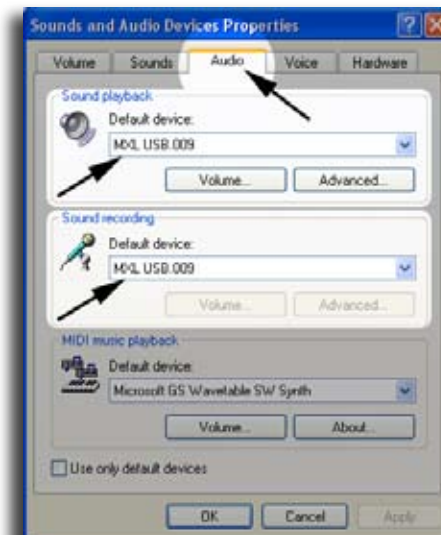 Sounds and Audio Devices Properties
Volume Sounds Audio Voice Hardware
Sound playback
Default device:
MXL USB.009
Volume... Advanced...
Sound recording
Default device:
MXL USB.009
Volume... Advanced...
MIDI music playback
Default device:
Microsoft GS Wavetable SW Synth
Volume... About...
Use only default devices
OK Cancel Apply